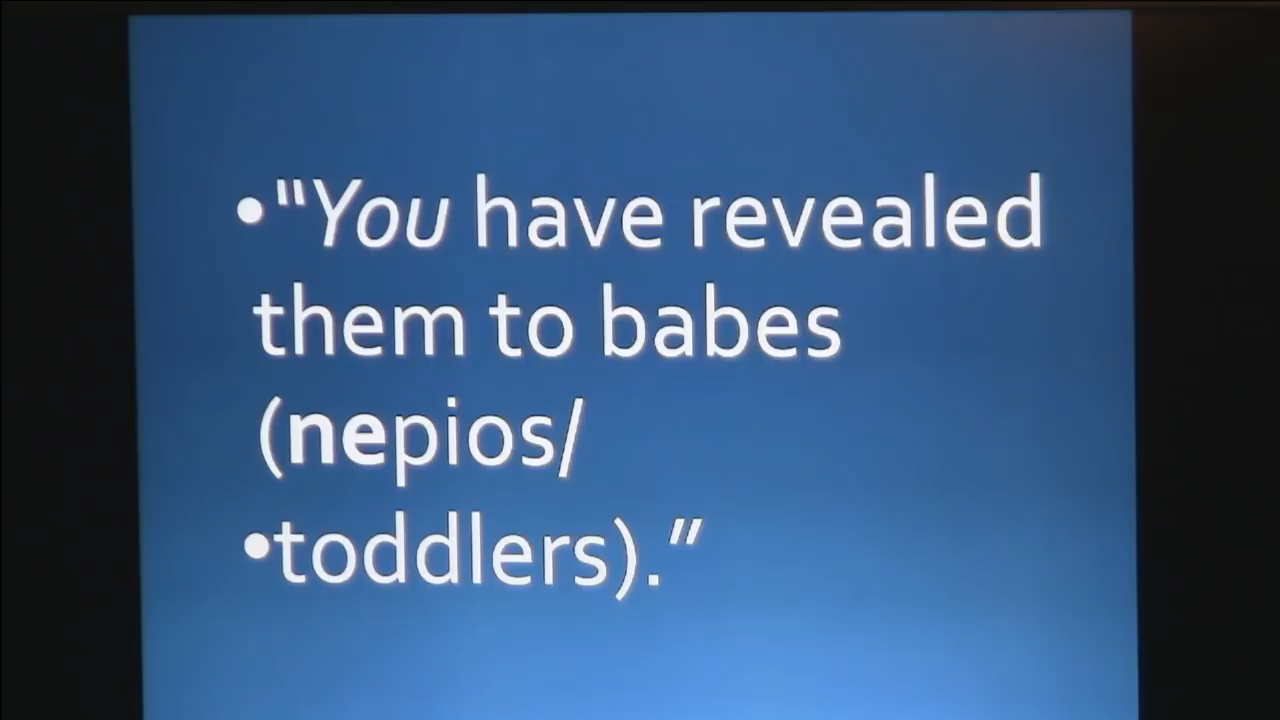 •"You have revealed
them to babes
(nepios/
•toddlers)."